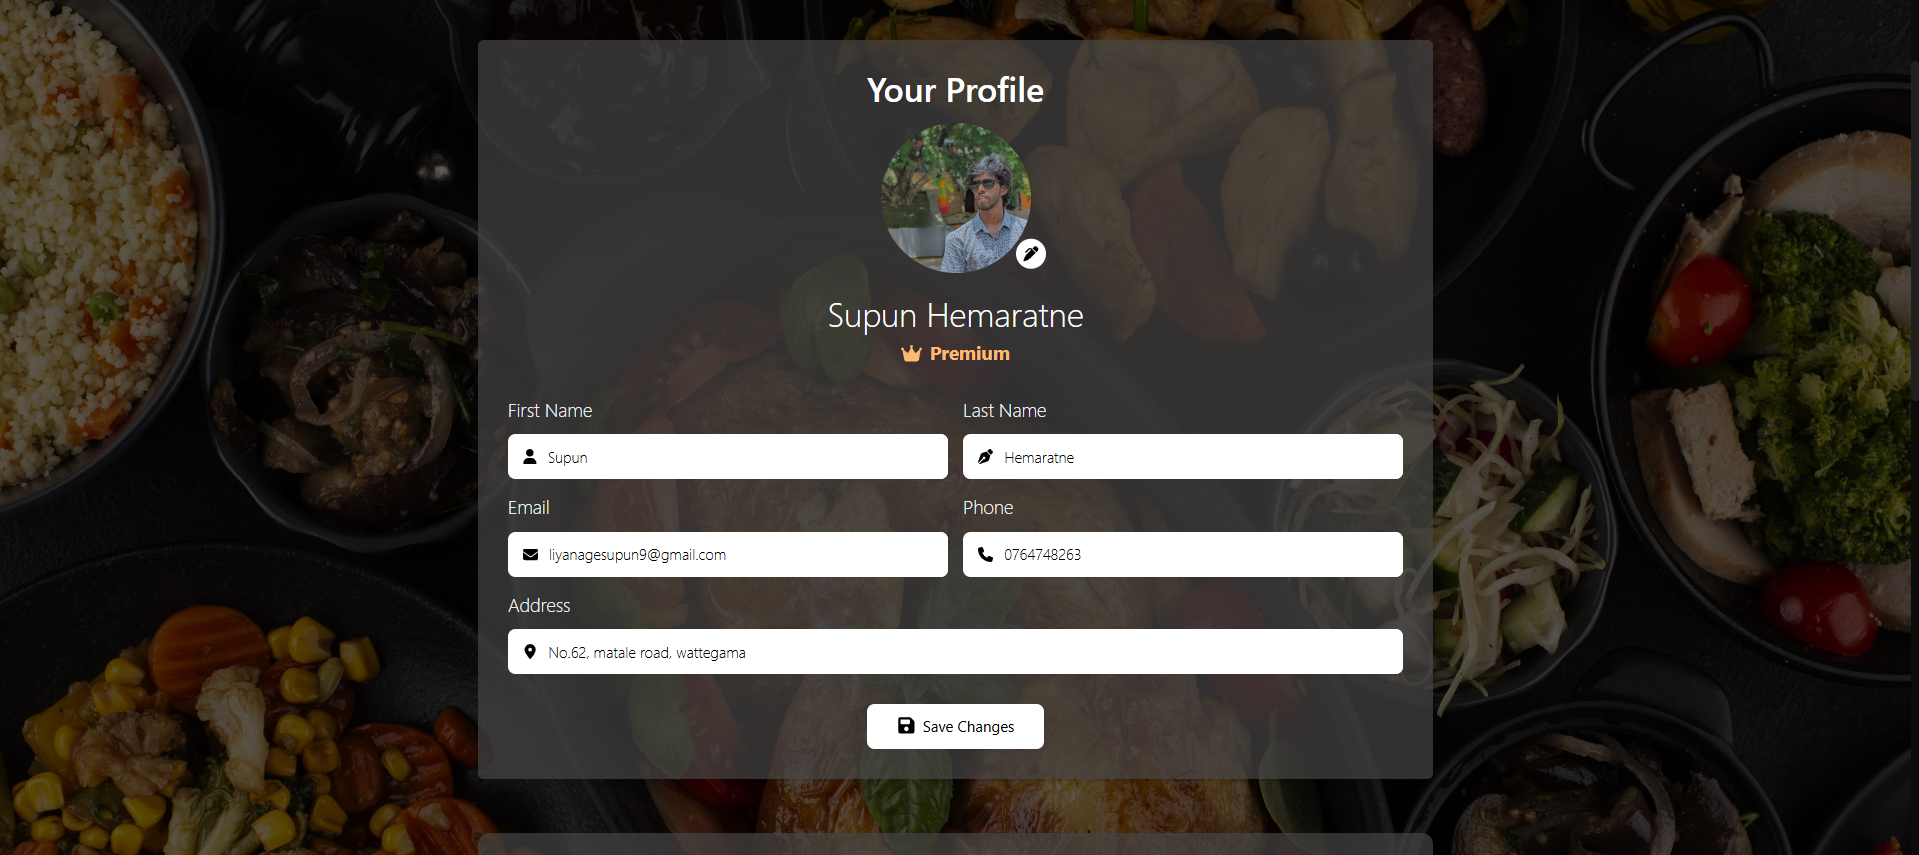 Your Profile
Supun Hemaratne
Premium
First Name
Last Name
Supun
Hemaratne
Email
Phone
liyanagesupun9@gmail.com
0764748263
Address
No.62, matale road, wattegama
Save Changes